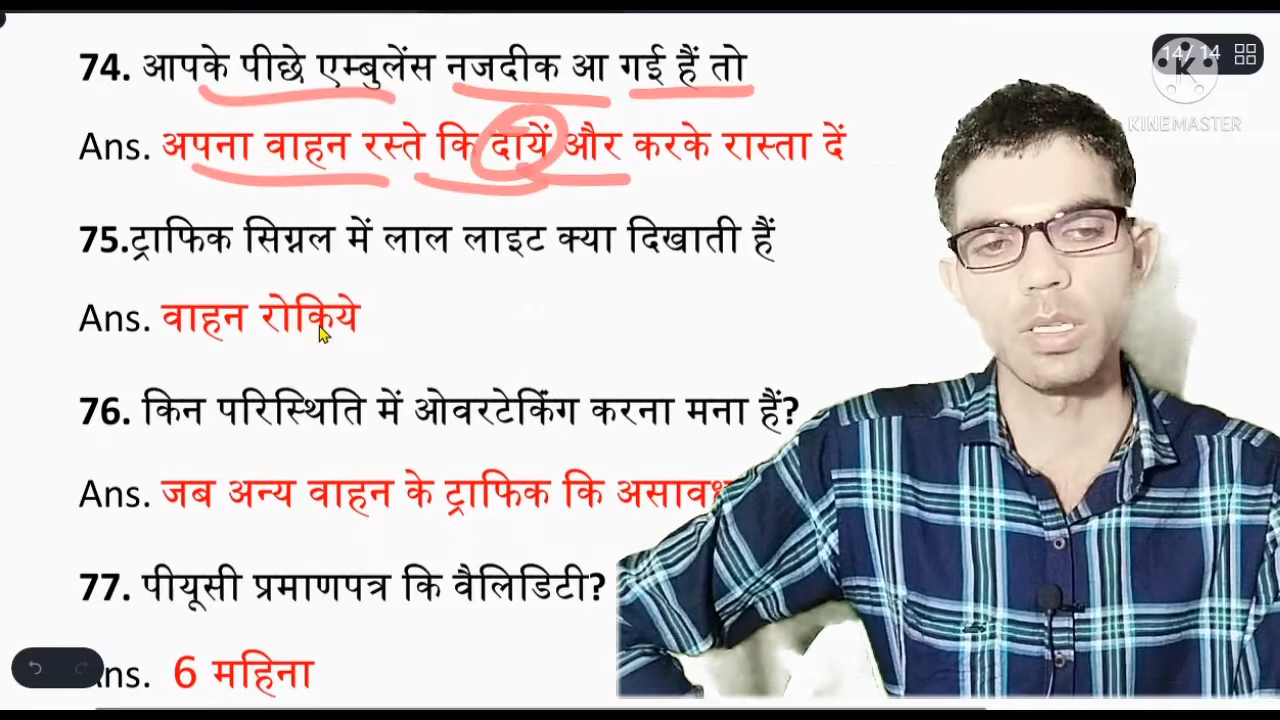 14/14
KINEMASTER
74. आपके पीछे एम्बुलेंस नजदीक आ गई हैं तो
Ans. अपना वाहन रस्ते कि दायें और करके रास्ता दें
75.ट्राफिक सिग्नल में लाल लाइट क्या दिखाती हैं
Ans. वाहन रोकिये
76. किन परिस्थिति में ओवरटेकिंग करना मना हैं?
Ans. जब अन्य वाहन के ट्राफिक कि
77. पीयूसी प्रमाणपत्र कि वैलिडिटी?
Ans. 6 महिना